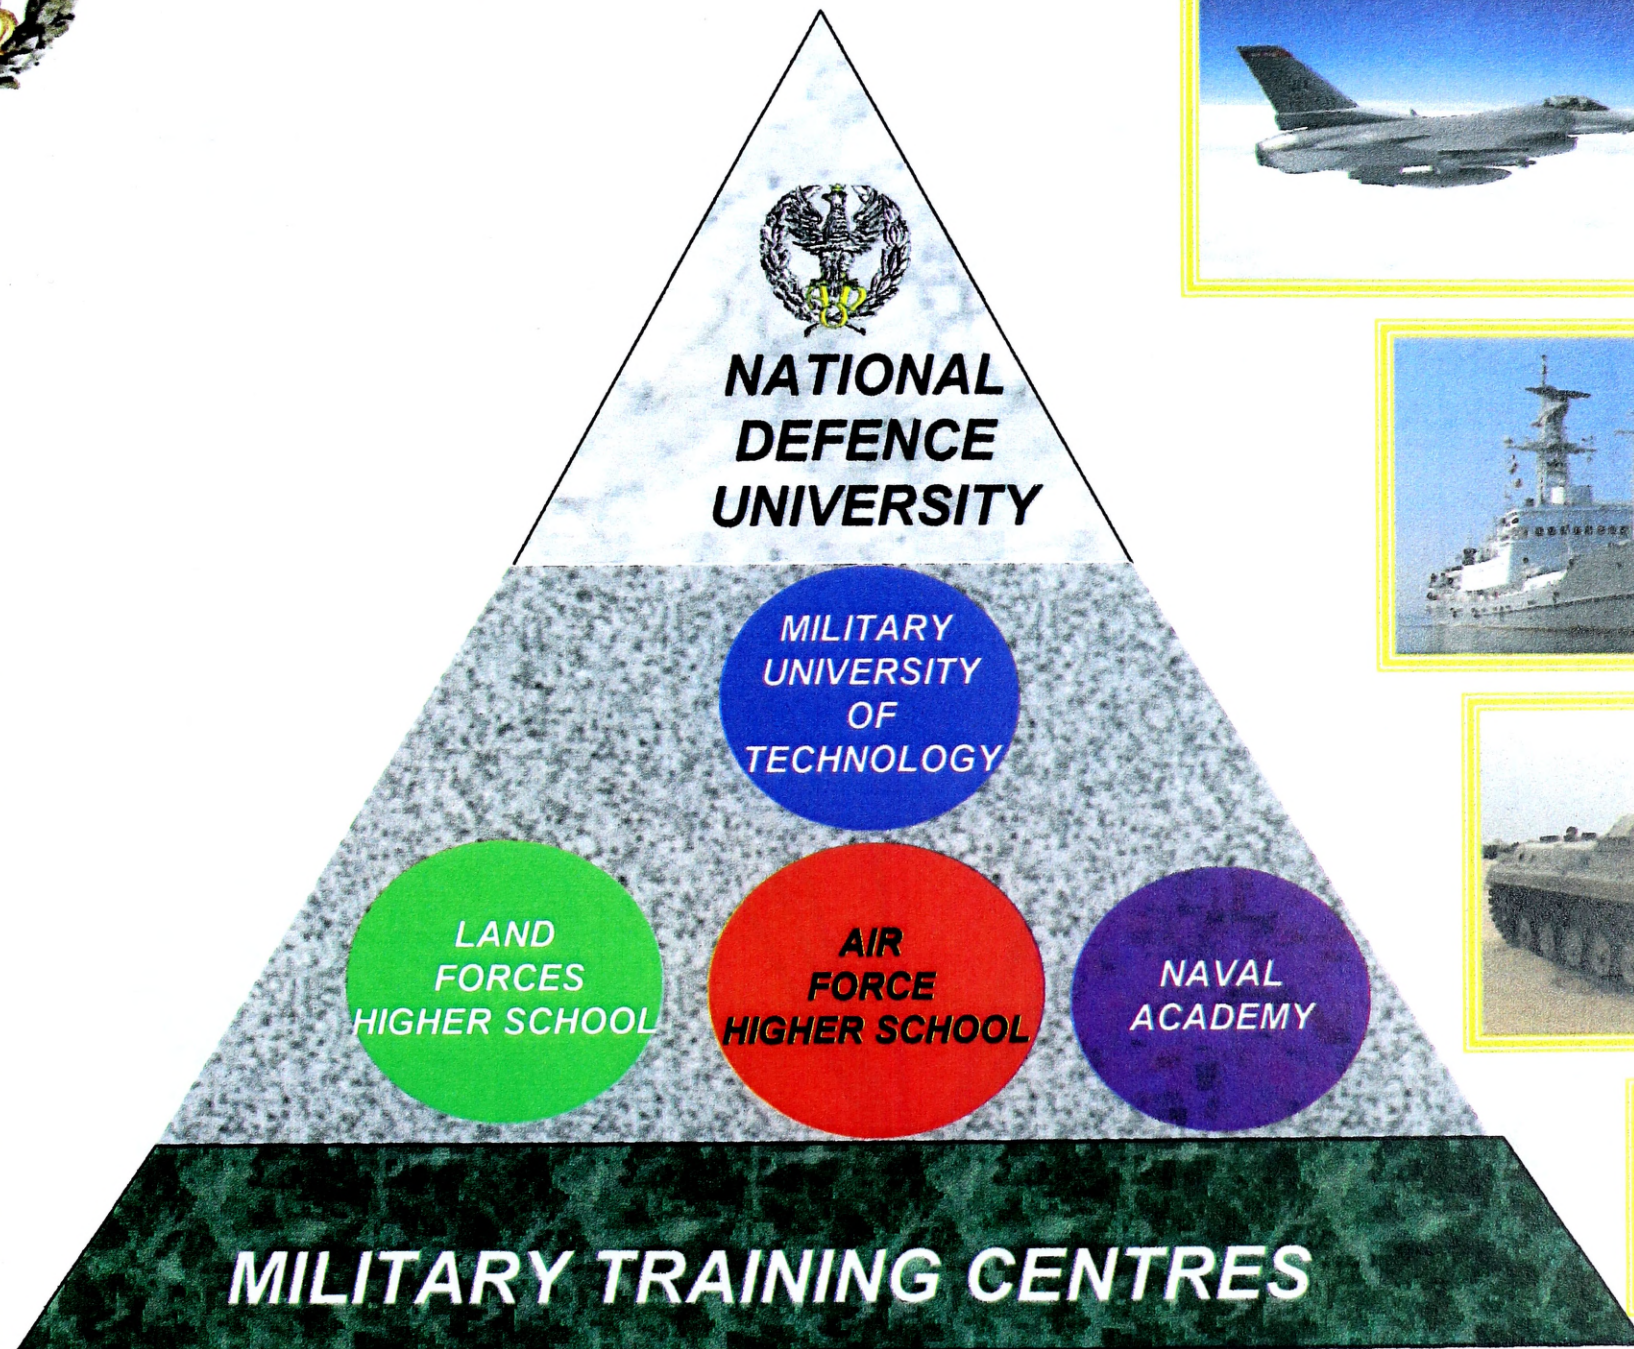 NATIONAL
DEFENCE
UNIVERSITY
MILITARY
UNIVERSITY
OF
TECHNOLOGY
LAND
FORCES
HIGHER SCHOOL
AIR
FORCE
HIGHER SCHOOL
NAVAL
ACADEMY
MILITARY TRAINING CENTRES